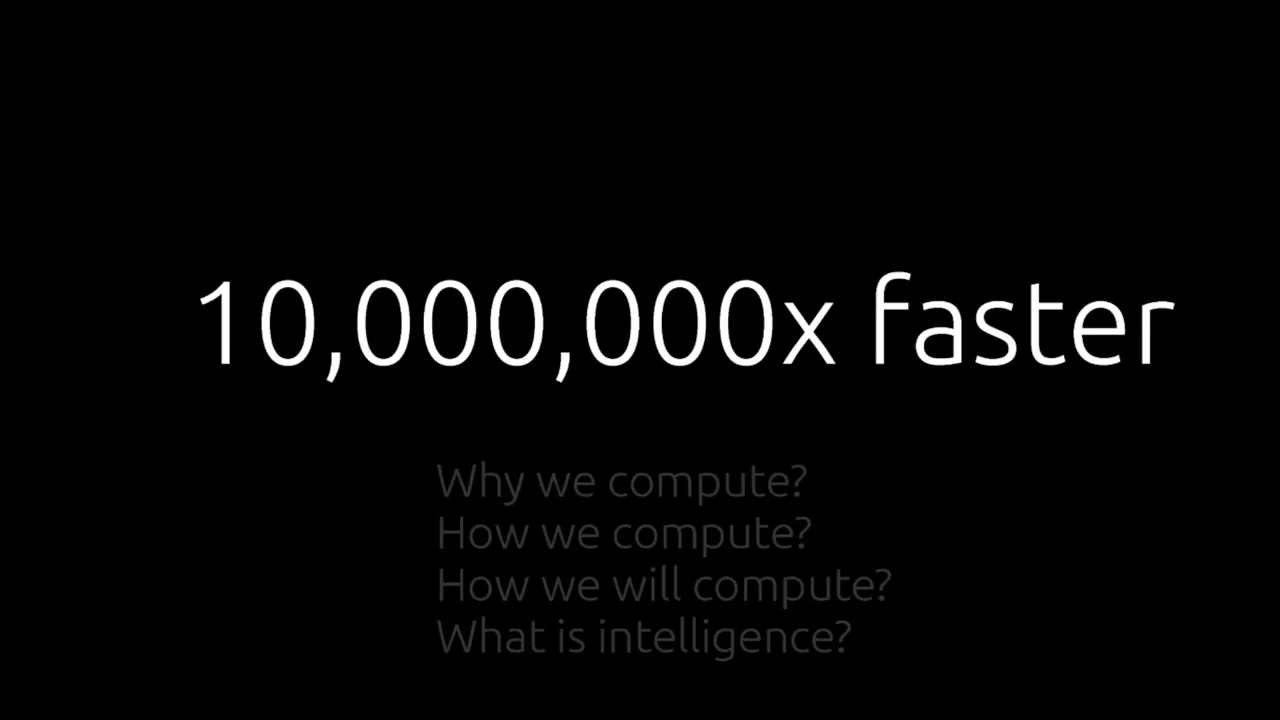 10,000,000x faster
Why we compute?
How we compute?
How we will compute?
What is intelligence?